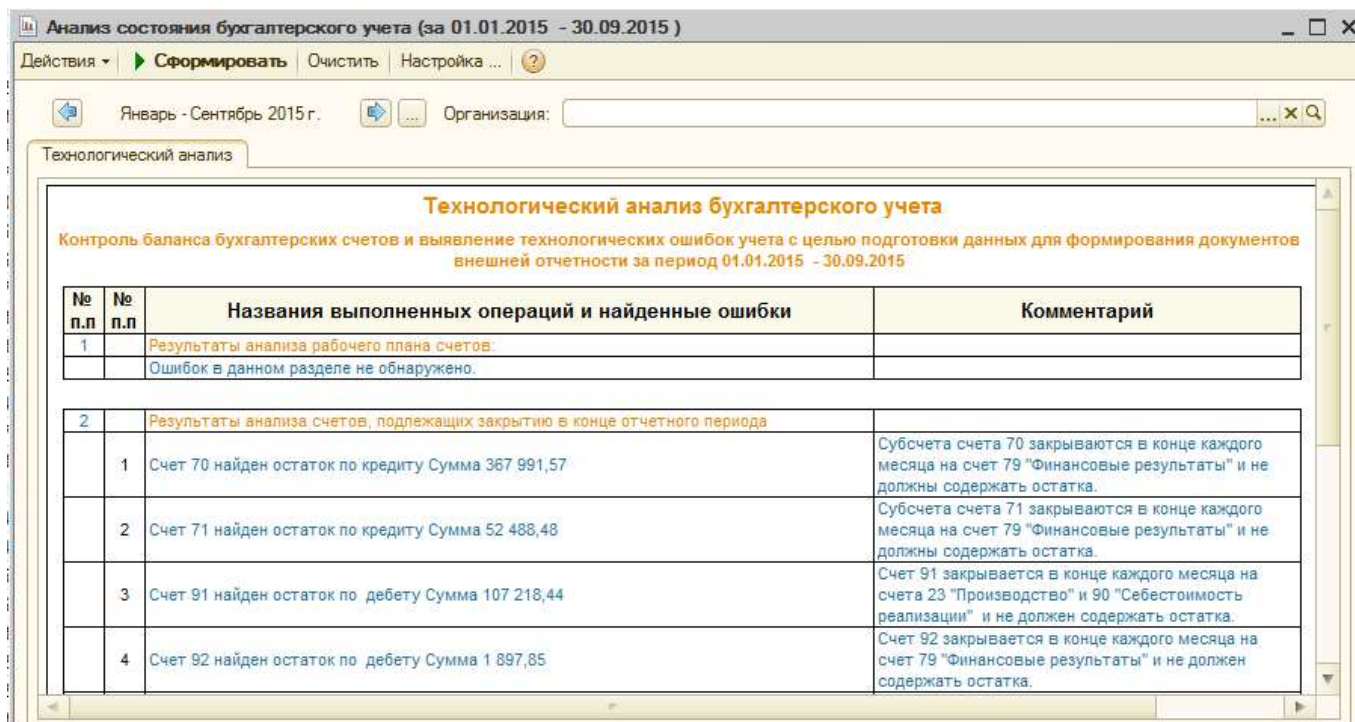 Анализ состояния бухгалтерского учета (за 01.01.2015 - 30.09.2015 )
Действия Сформировать Очистить Настройка ... ?
Январь - Сентябрь 2015 г. ... Организация: ...
Технологический анализ
Технологический анализ бухгалтерского учета
Контроль баланса бухгалтерских счетов и выявление технологических ошибок учета с целью подготовки данных для формирования документов
внешней отчетности за период 01.01.2015 - 30.09.2015
№ п.п № п.п Названия выполненных операций и найденные ошибки Комментарий
1 Результаты анализа рабочего плана счетов:
Ошибок в данном разделе не обнаружено.
2 Результаты анализа счетов, подлежащих закрытию в конце отчетного периода
1 Счет 70 найден остаток по кредиту Сумма 367 991,57
Субсчета счета 70 закрываются в конце каждого
месяца на счет 79 "Финансовые результаты" и не
должны содержать остатка.
2 Счет 71 найден остаток по кредиту Сумма 52 488,48
Субсчета счета 71 закрываются в конце каждого
месяца на счет 79 "Финансовые результаты" и не
должны содержать остатка.
3 Счет 91 найден остаток по дебету Сумма 107 218,44
Счет 91 закрывается в конце каждого месяца на
счета 23 "Производство" и 90 "Себестоимость
реализации" и не должен содержать остатка.
4 Счет 92 найден остаток по дебету Сумма 1 897,85
Счет 92 закрывается в конце каждого месяца на
счет 79 "Финансовые результаты" и не должен
содержать остатка.